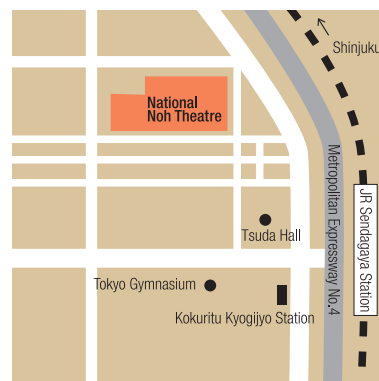 Shinjuku
National
Noh Theatre
Metropolitan Expressway No.4
JR Sendagaya Station
Tsuda Hall
Tokyo Gymnasium
Kokuritu Kyogijyo Station